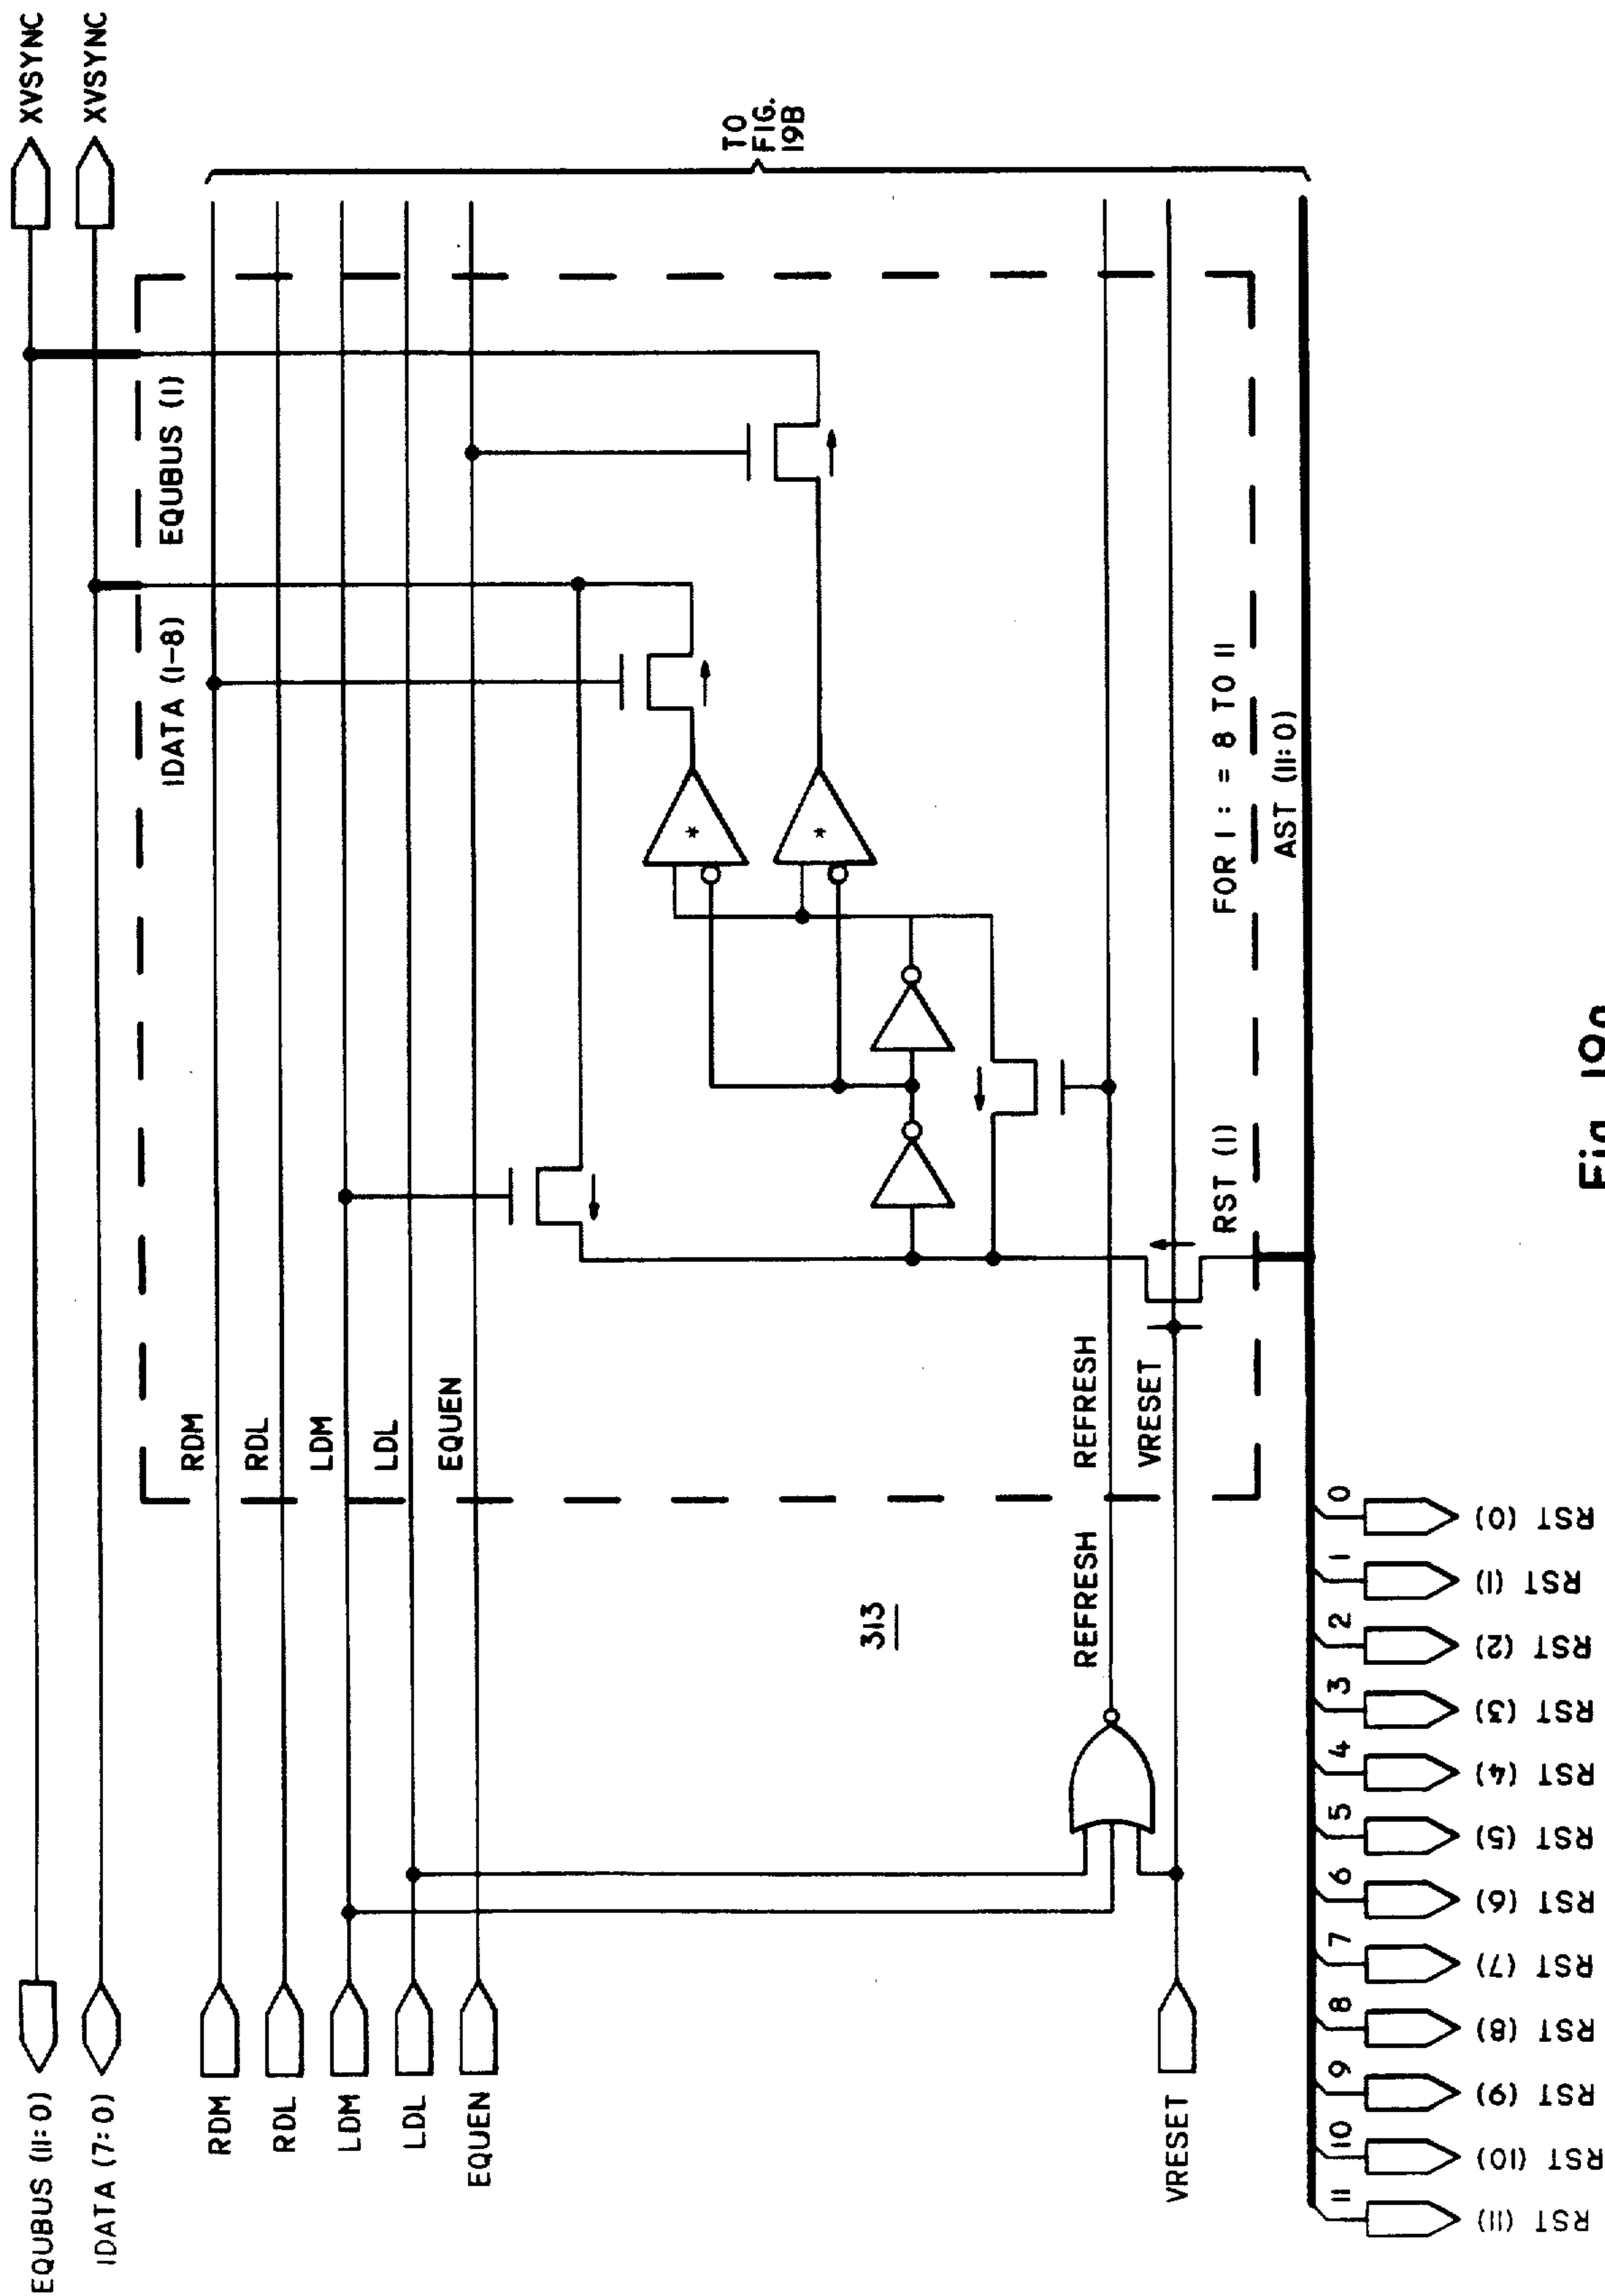 EQUBUS (11:0)
XVSYNC
IDATA (7:0)
XVSYNC
EQUBUS (I)
IDATA (I-8)
RDM
RDM
RDL
RDL
LDM
LDM
LDL
LDL
EQUEN
EQUEN
TO
FIG.
19B
313
REFRESH
REFRESH
VRESET
VRESET
RST (I)
FOR I : = 8 TO 11
AST (11:0)
11
10
9
8
7
6
5
4
3
2
1
0
RST (11)
RST (10)
RST (9)
RST (8)
RST (7)
RST (6)
RST (5)
RST (4)
RST (3)
RST (2)
RST (1)
RST (0)
*
*